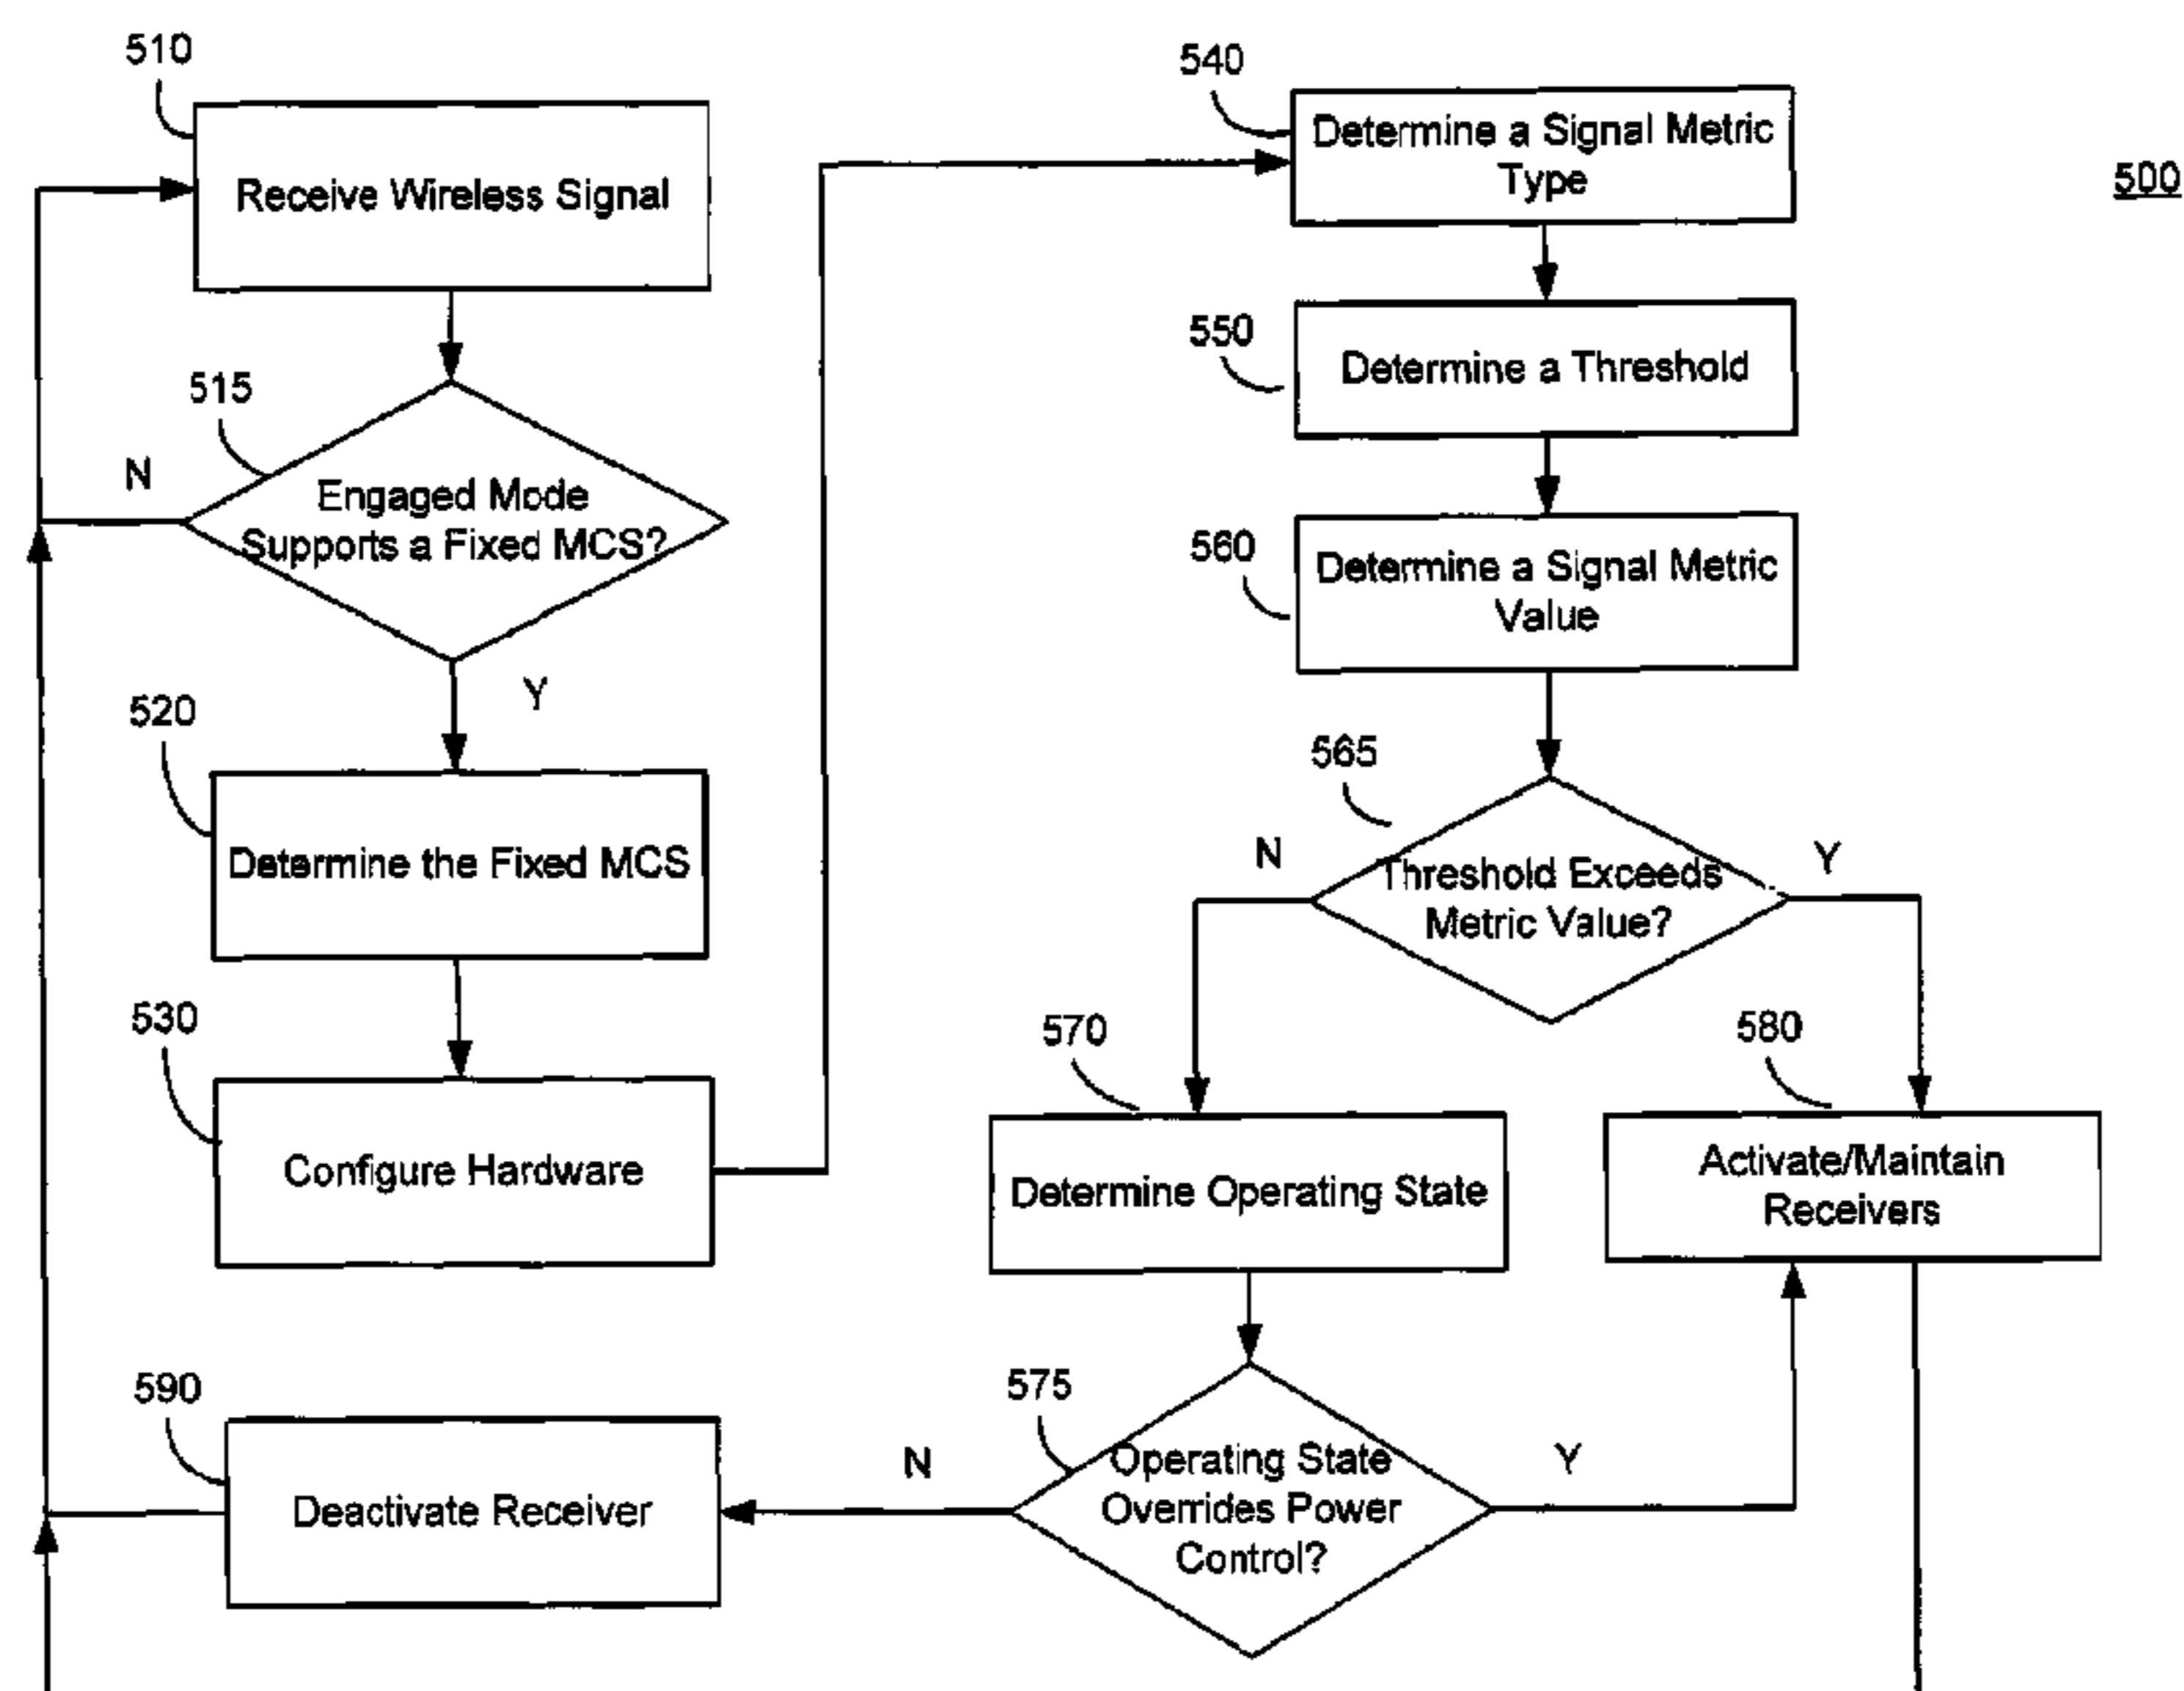 510
Receive Wireless Signal
515
N
Engaged Mode
Supports a Fixed MCS?
Y
520
Determine the Fixed MCS
530
Configure Hardware
540
Determine a Signal Metric
Type
500
550
Determine a Threshold
560
Determine a Signal Metric
Value
565
N
Threshold Exceeds
Metric Value?
Y
570
Determine Operating State
580
Activate/Maintain
Receivers
575
Operating State
Overrides Power
Control?
N
Y
590
Deactivate Receiver